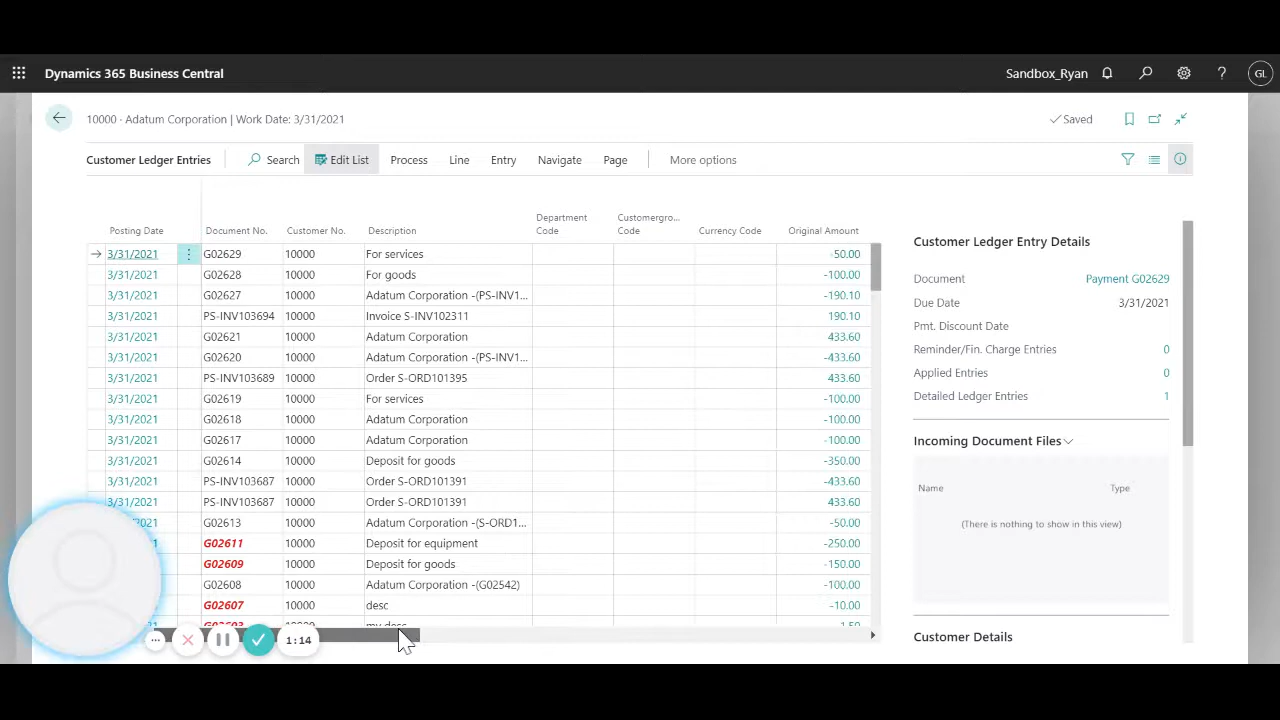 Dynamics 365 Business Central Sandbox_Ryan ? GL
10000 · Adatum Corporation | Work Date: 3/31/2021 Saved
Customer Ledger Entries Search Edit List Process Line Entry Navigate Page More options
Posting Date Document No. Customer No. Description Department Code Customergro... Code Currency Code Original Amount
3/31/2021 G02629 10000 For services -50.00
3/31/2021 G02628 10000 For goods -100.00
3/31/2021 G02627 10000 Adatum Corporation -(PS-INV1... -190.10
3/31/2021 PS-INV103694 10000 Invoice S-INV102311 190.10
3/31/2021 G02621 10000 Adatum Corporation 433.60
3/31/2021 G02620 10000 Adatum Corporation -(PS-INV1... -433.60
3/31/2021 PS-INV103689 10000 Order S-ORD101395 433.60
3/31/2021 G02619 10000 For services -100.00
3/31/2021 G02618 10000 Adatum Corporation -100.00
3/31/2021 G02617 10000 Adatum Corporation -100.00
3/31/2021 G02614 10000 Deposit for goods -350.00
3/31/2021 PS-INV103687 10000 Order S-ORD101391 -433.60
3/31/2021 PS-INV103687 10000 Order S-ORD101391 433.60
G02613 10000 Adatum Corporation -(S-ORD1... -50.00
G02611 10000 Deposit for equipment -250.00
G02609 10000 Deposit for goods -150.00
G02608 10000 Adatum Corporation -(G02542) -100.00
G02607 10000 desc -10.00
my desc
1:14
Customer Ledger Entry Details
Document Payment G02629
Due Date 3/31/2021
Pmt. Discount Date
Reminder/Fin. Charge Entries 0
Applied Entries 0
Detailed Ledger Entries 1
Incoming Document Files
Name Type
(There is nothing to show in this view)
Customer Details